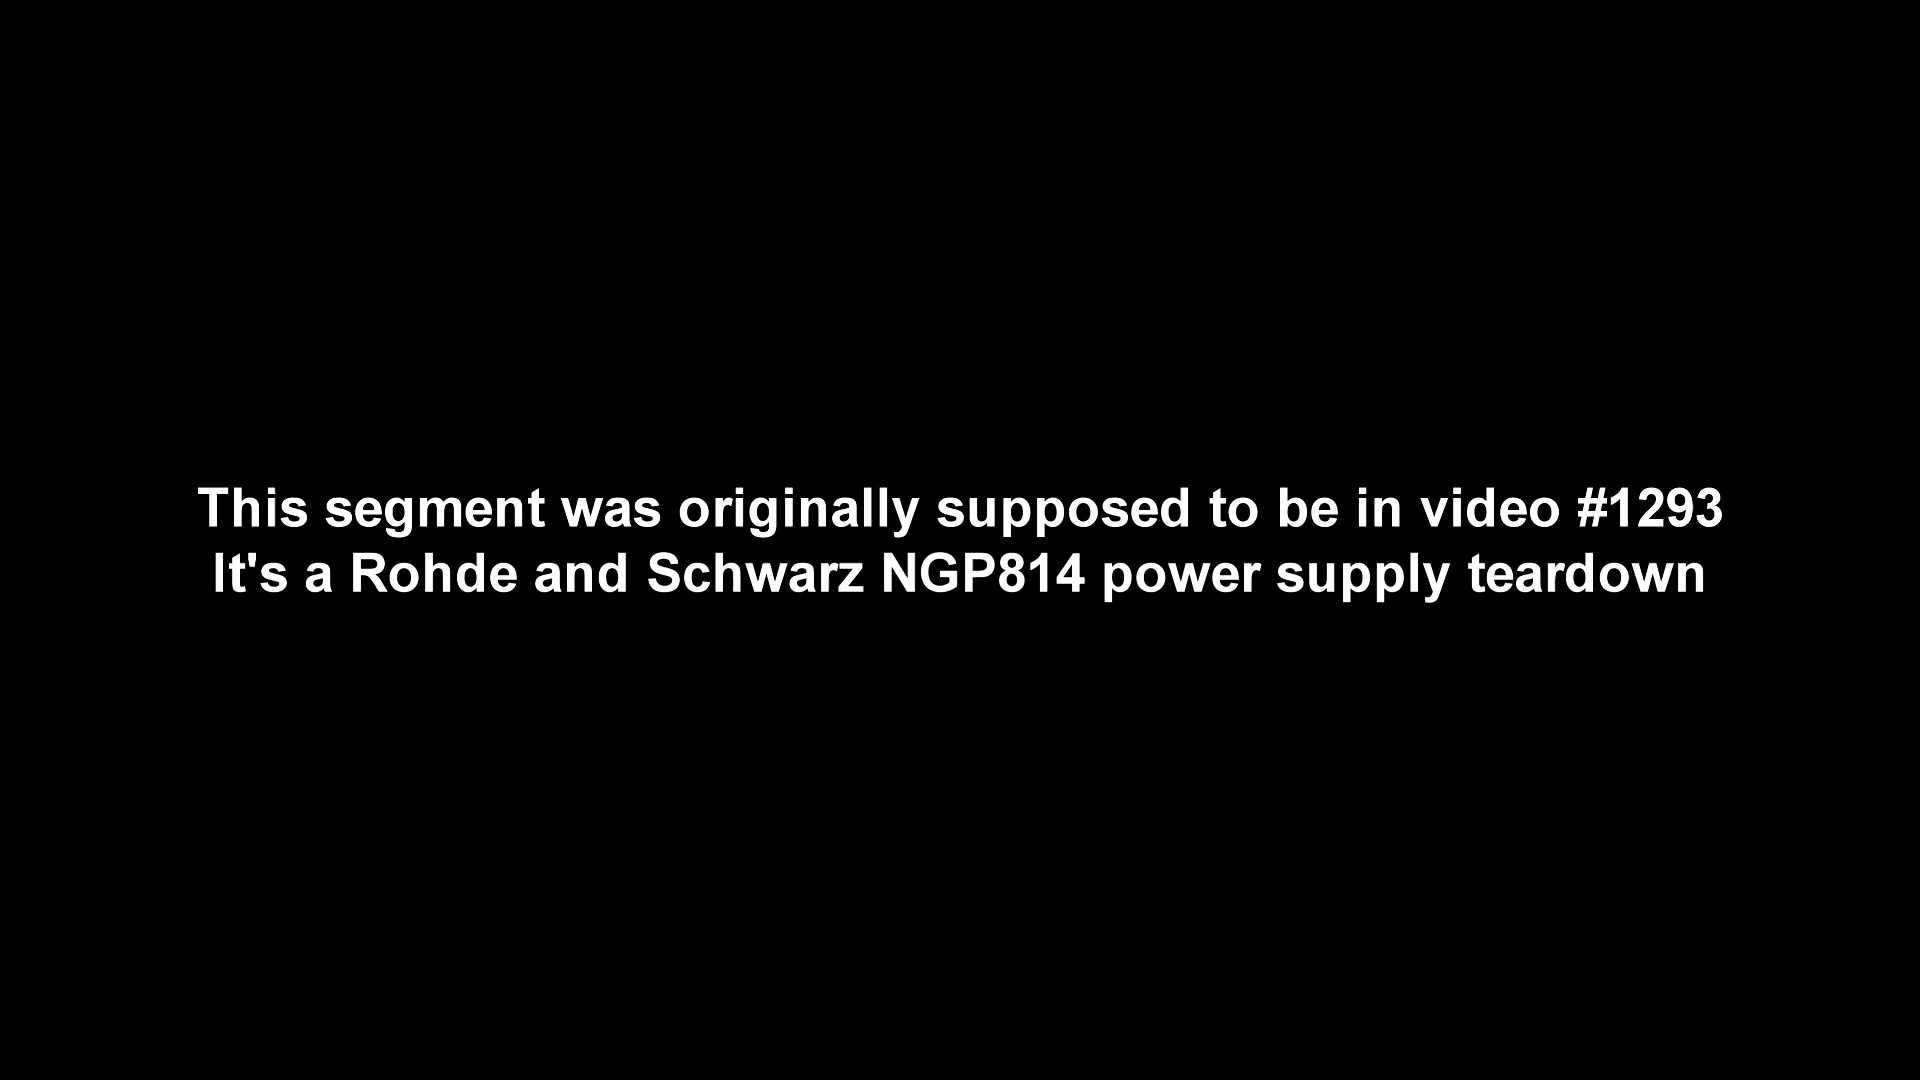 This segment was originally supposed to be in video #1293
It's a Rohde and Schwarz NGP814 power supply teardown